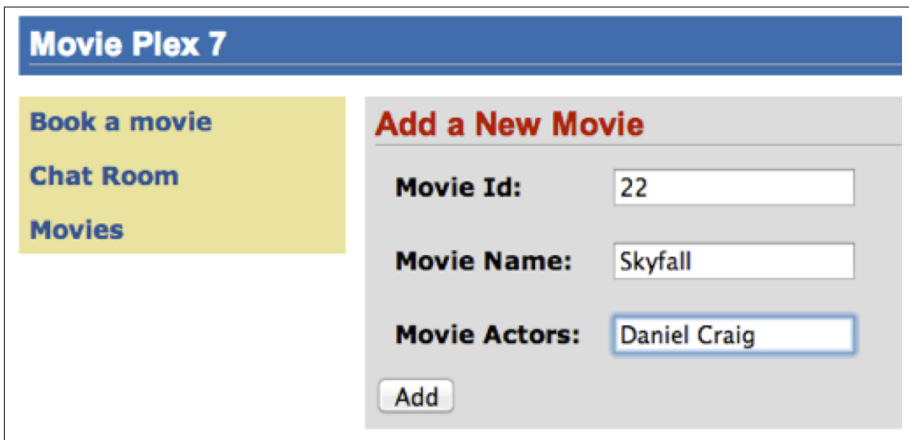 Movie Plex 7
Book a movie
Chat Room
Movies
Add a New Movie
Movie Id: 22
Movie Name: Skyfall
Movie Actors: Daniel Craig
Add